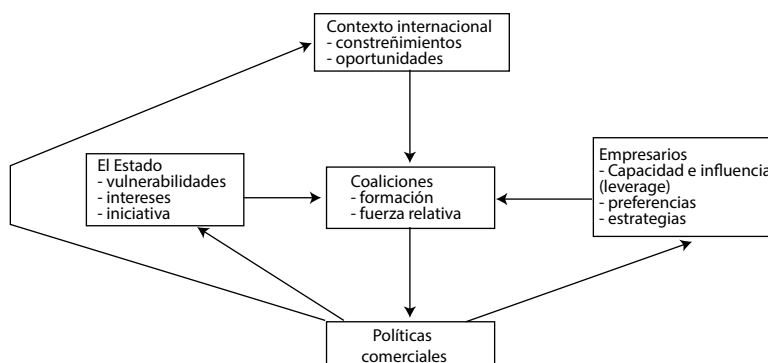 Contexto internacional
- constreñimientos
- oportunidades
El Estado
- vulnerabilidades
- intereses
- iniciativa
Coaliciones
- formación
- fuerza relativa
Empresarios
- Capacidad e influencia
(leverage)
- preferencias
- estrategias
Políticas
comerciales